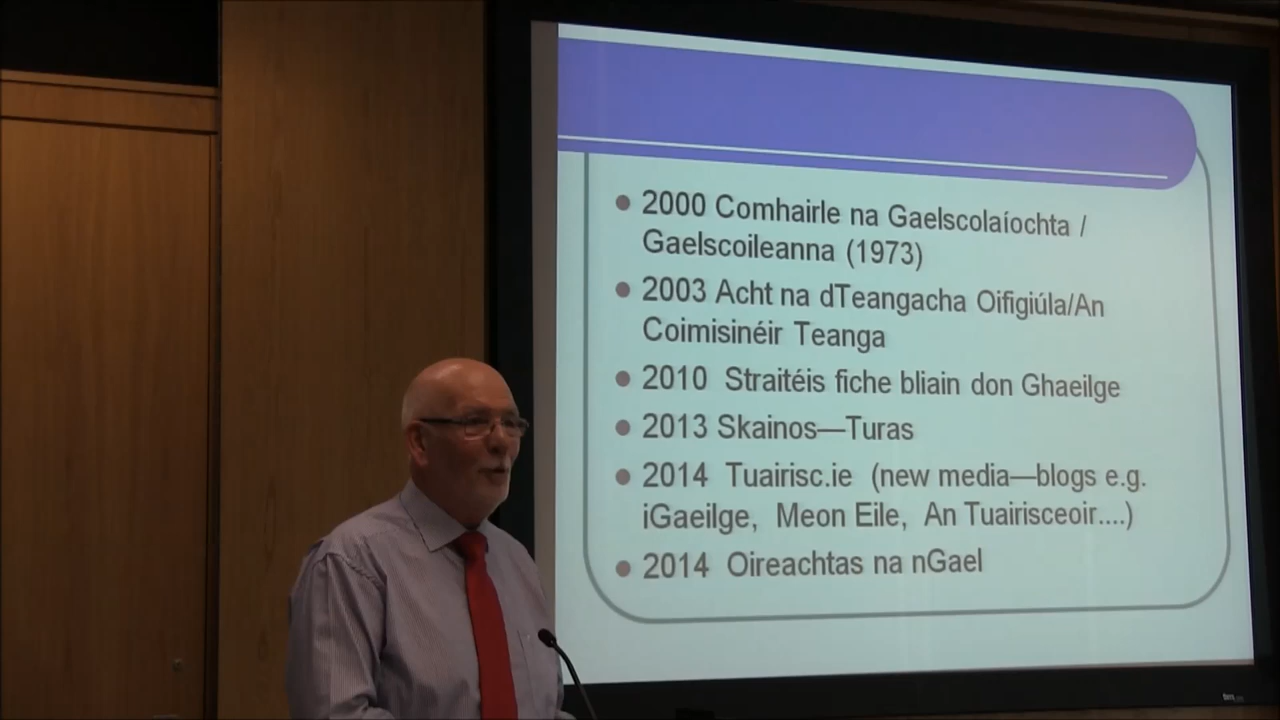 2000 Comhairle na Gaelscolaíochta /
Gaelscoileanna (1973)
2003 Acht na dTeangacha Oifigiúla/An
Coimisinéir Teanga
2010 Straitéis fiche bliain don Ghaeilge
2013 Skainos—Turas
2014 Tuairisc.ie (new media—blogs e.g.
iGaeilge, Meon Eile, An Tuairisceoir....)
2014 Oireachtas na nGael